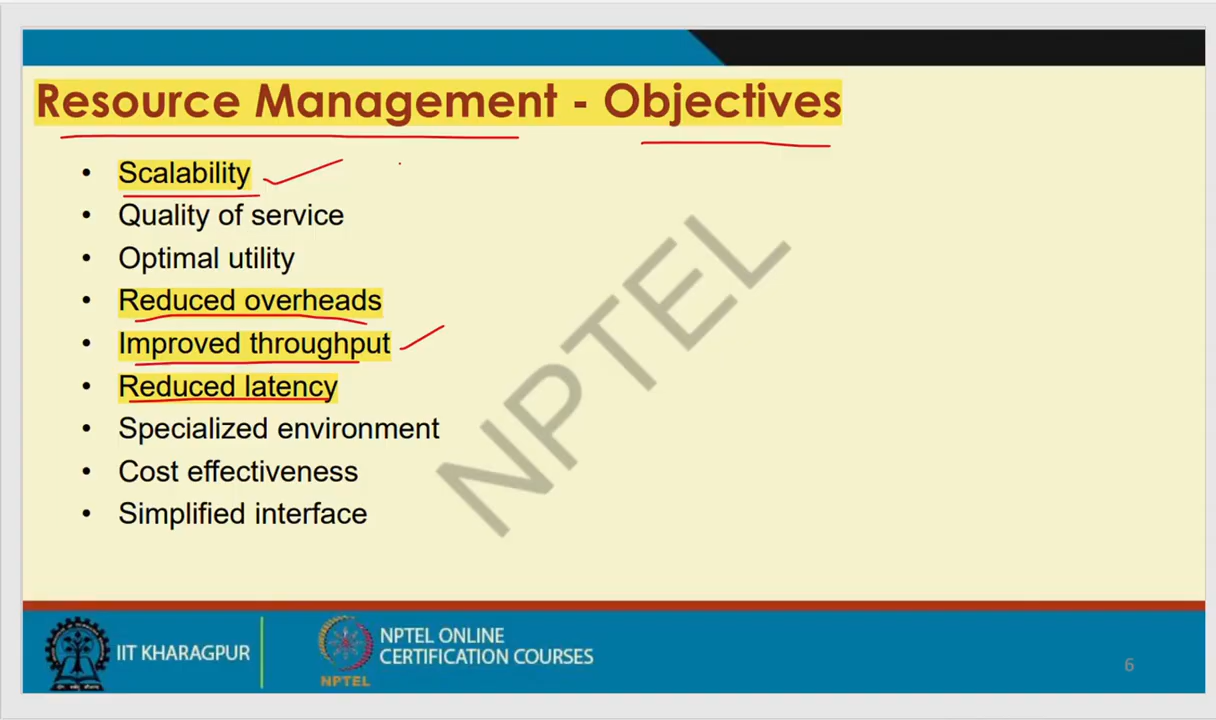 Resource Management - Objectives
• Scalability
• Quality of service
• Optimal utility
• Reduced overheads
• Improved throughput
• Reduced latency
• Specialized environment
• Cost effectiveness
• Simplified interface
NPTEL
IIT KHARAGPUR
NPTEL
NPTEL ONLINE
CERTIFICATION COURSES
6